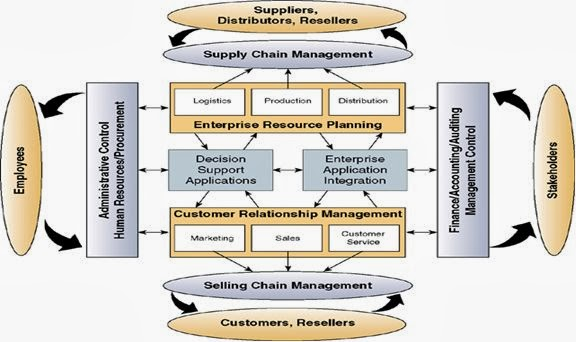 Suppliers,
Distributors, Resellers
Supply Chain Management
Logistics
Production
Distribution
Enterprise Resource Planning
Employees
Administrative Control
Human Resources/Procurement
Decision
Support
Applications
Enterprise
Application
Integration
Finance/Accounting/Auditing
Management Control
Stakeholders
Customer Relationship Management
Marketing
Sales
Customer
Service
Selling Chain Management
Customers, Resellers